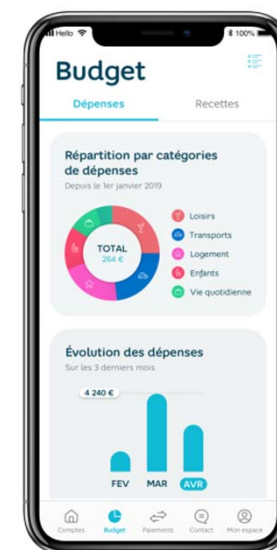 Hello
100%
Budget
Dépenses
Recettes
Répartition par catégories
de dépenses
Depuis le 1er janvier 2019
TOTAL
264 €
Loisirs
Transports
Logement
Enfants
Vie quotidienne
Évolution des dépenses
Sur les 3 derniers mois
4 240 €
FEV
MAR
AVR
Comptes
Budget
Paiements
Contact
Mon espace